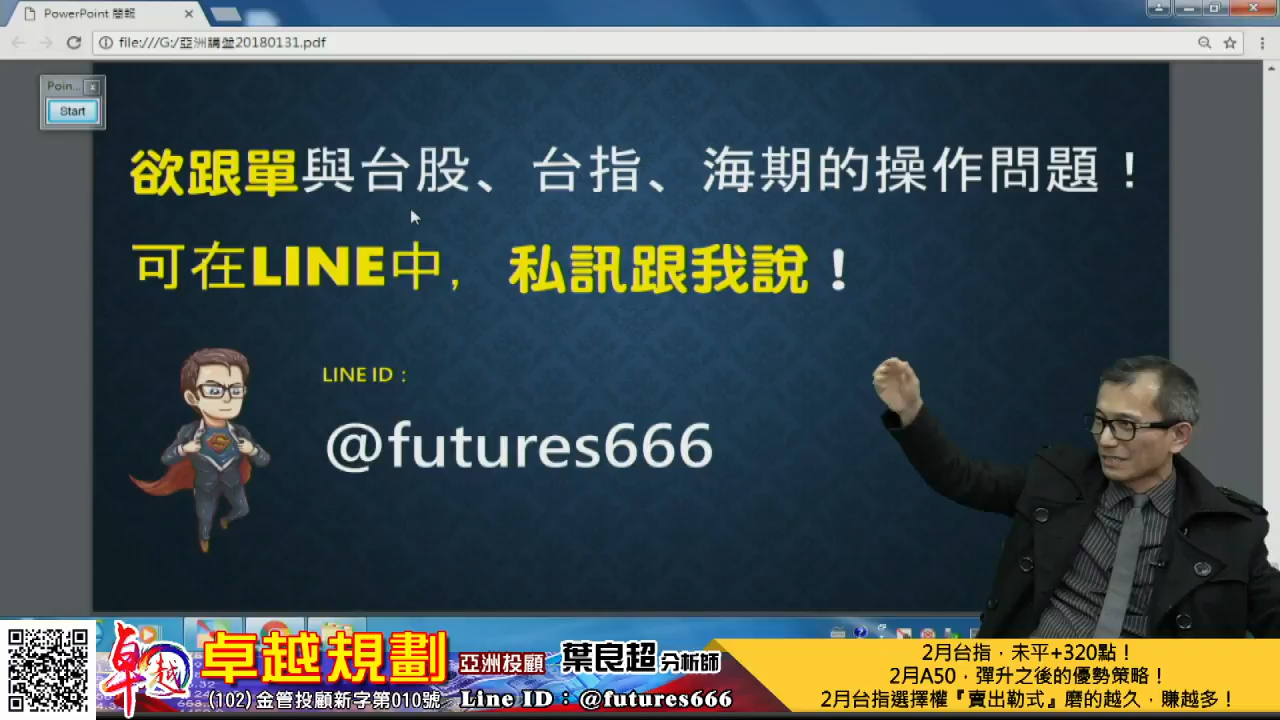 PowerPoint 簡報
file:///G:/亞洲講盤20180131.pdf
Poin...
Start
欲跟單與台股、台指、海期的操作問題！
可在LINE中，私訊跟我說！
LINE ID：
@futures666
卓越
卓越規劃
亞洲投顧 葉良超分析師
(102)金管投顧新字第010號 Line ID：@futures666
2月台指，未平+320點！
2月A50，彈升之後的優勢策略！
2月台指選擇權『賣出勒式』磨的越久，賺越多！